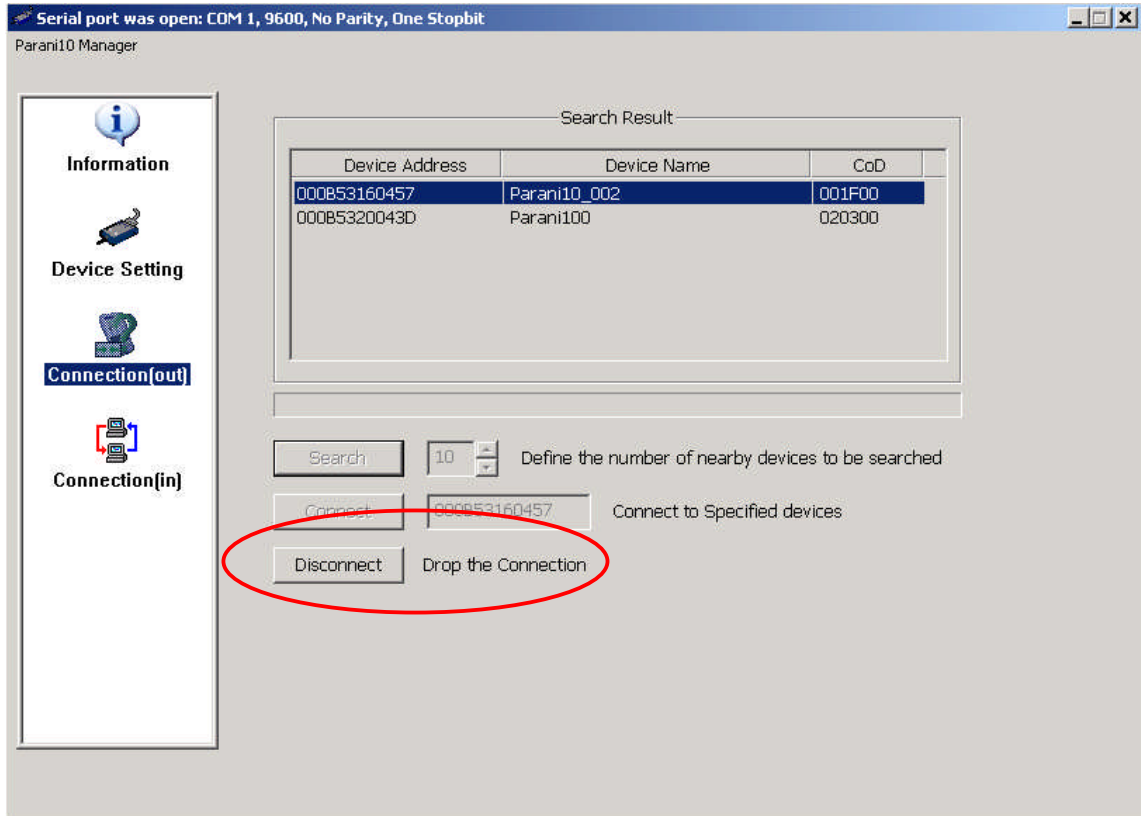 Serial port was open: COM 1, 9600, No Parity, One Stopbit
Parani10 Manager
Information
Device Setting
Connection(out)
Connection(in)
Search Result
Device Address Device Name CoD
000B53160457 Parani10_002 001F00
000B5320043D Parani100 020300
Search 10 Define the number of nearby devices to be searched
Connect 000B53160457 Connect to Specified devices
Disconnect Drop the Connection